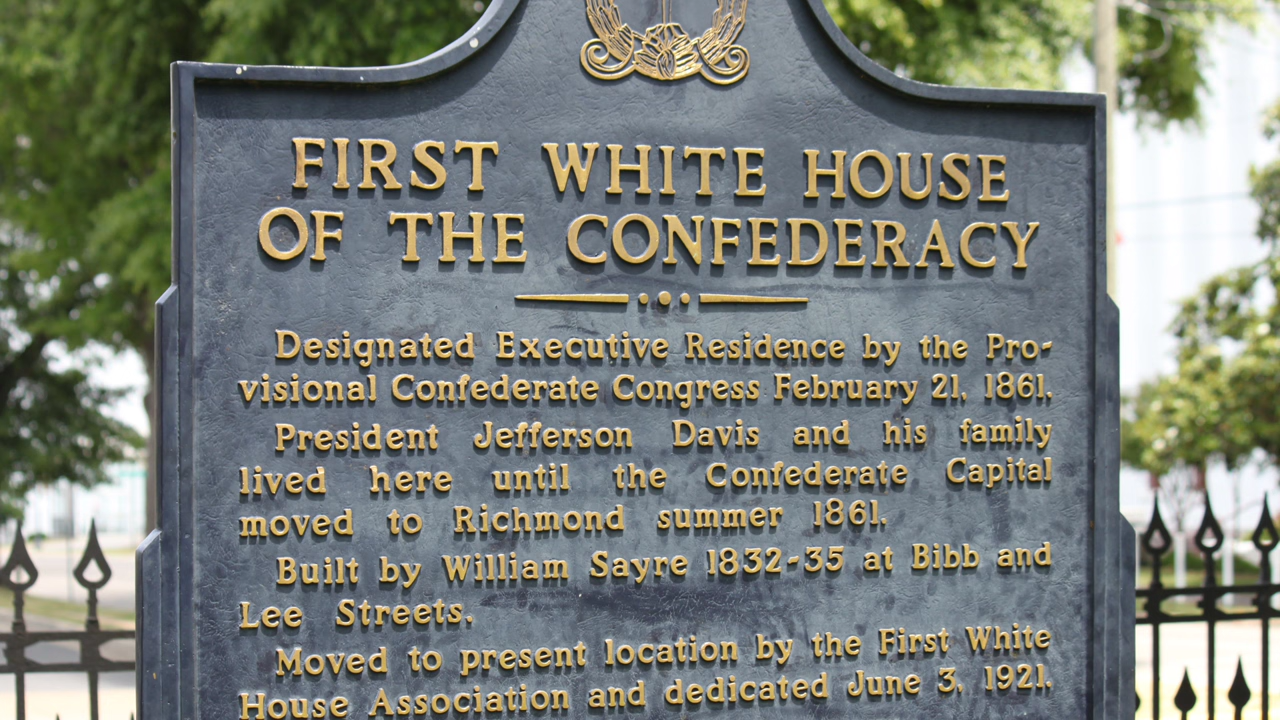 FIRST WHITE HOUSE
OF THE CONFEDERACY
Designated Executive Residence by the Pro-
visional Confederate Congress February 21, 1861.
President Jefferson Davis and his family
lived here until the Confederate Capital
moved to Richmond summer 1861.
Built by William Sayre 1832-35 at Bibb and
Lee Streets.
Moved to present location by the First White
House Association and dedicated June 3, 1921.